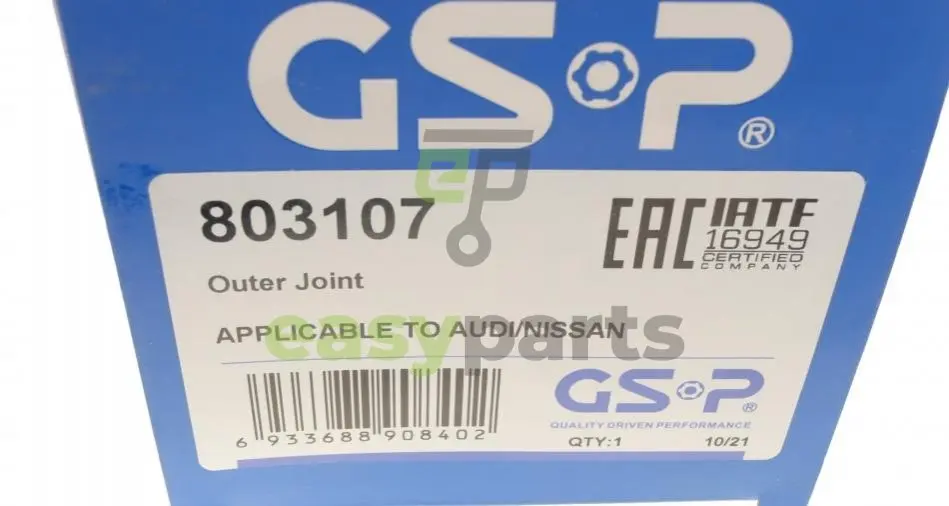 GSP®
803107
EAC IATF
16949
CERTIFIED
COMPANY
Outer Joint
APPLICABLE TO AUDI/NISSAN
ep
easyparts
6 933688 908402
GSP®
QUALITY DRIVEN PERFORMANCE
QTY:1 10/21